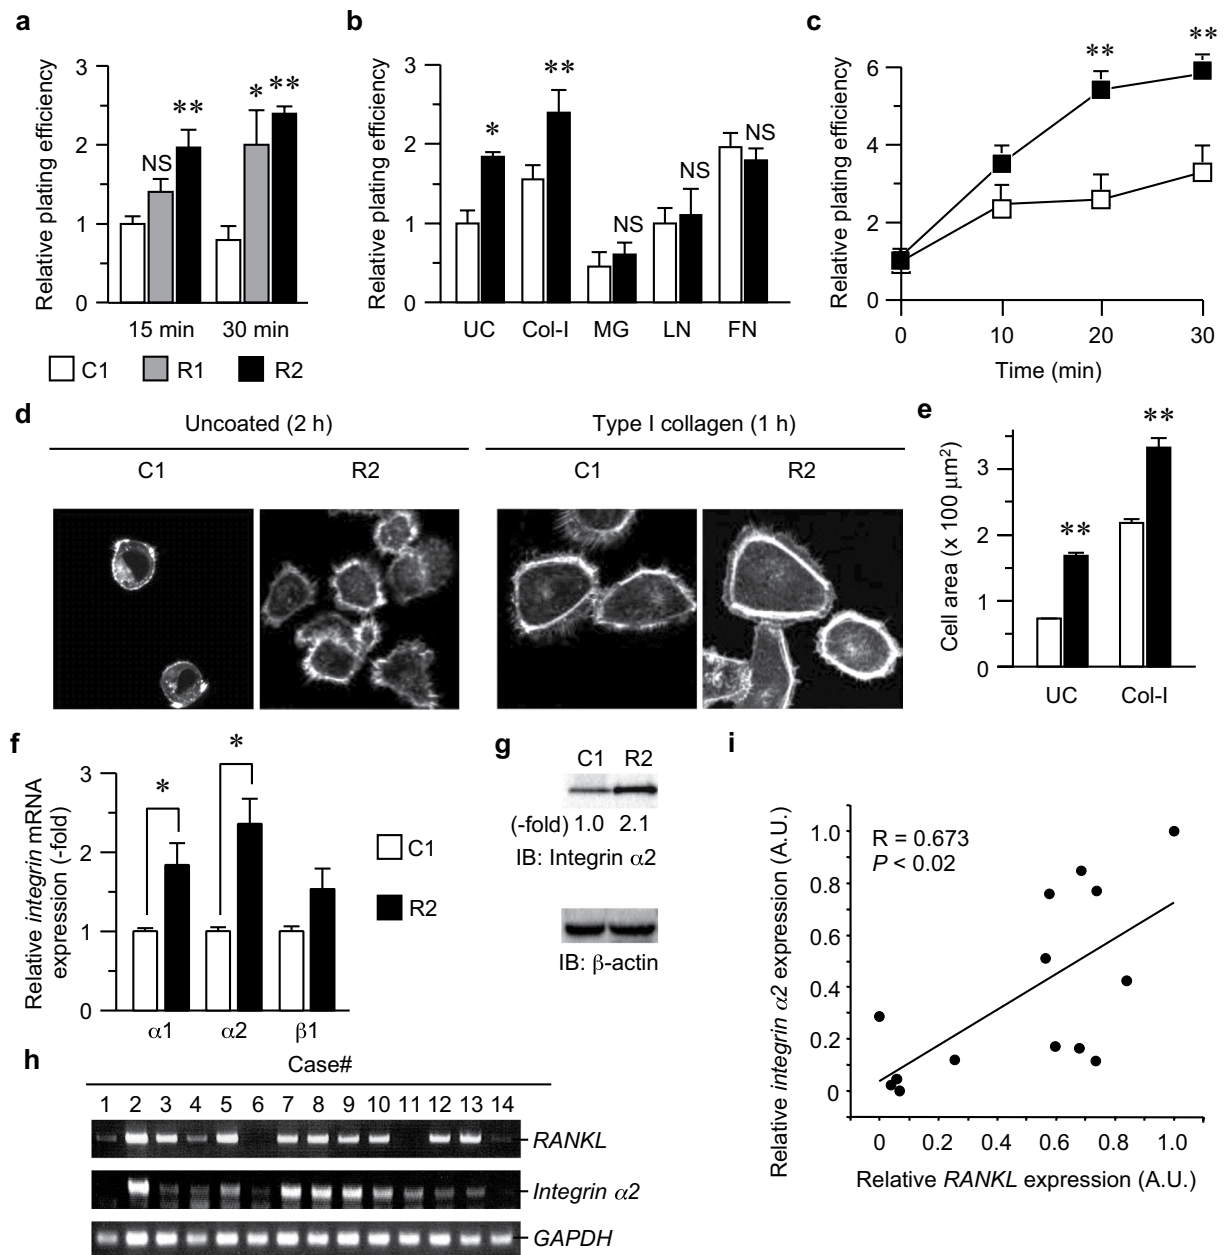 a
Relative plating efficiency
3
2
1
0
NS
**
*
**
15 min
30 min
C1
R1
R2
b
Relative plating efficiency
3
2
1
0
*
**
NS
NS
NS
UC
Col-I
MG
LN
FN
c
Relative plating efficiency
6
4
2
0
**
**
0
10
20
30
Time (min)
d
Uncoated (2 h)
Type I collagen (1 h)
C1
R2
C1
R2
e
Cell area (x 100 μm²)
3
2
1
0
**
**
UC
Col-I
f
Relative integrin mRNA
expression (-fold)
3
2
1
0
*
*
α1
α2
β1
C1
R2
g
C1 R2
(-fold) 1.0 2.1
IB: Integrin α2
IB: β-actin
h
Case#
1 2 3 4 5 6 7 8 9 10 11 12 13 14
RANKL
Integrin α2
GAPDH
i
Relative integrin α2 expression (A.U.)
1.0
0.8
0.6
0.4
0.2
0
R = 0.673
P < 0.02
0 0.2 0.4 0.6 0.8 1.0
Relative RANKL expression (A.U.)